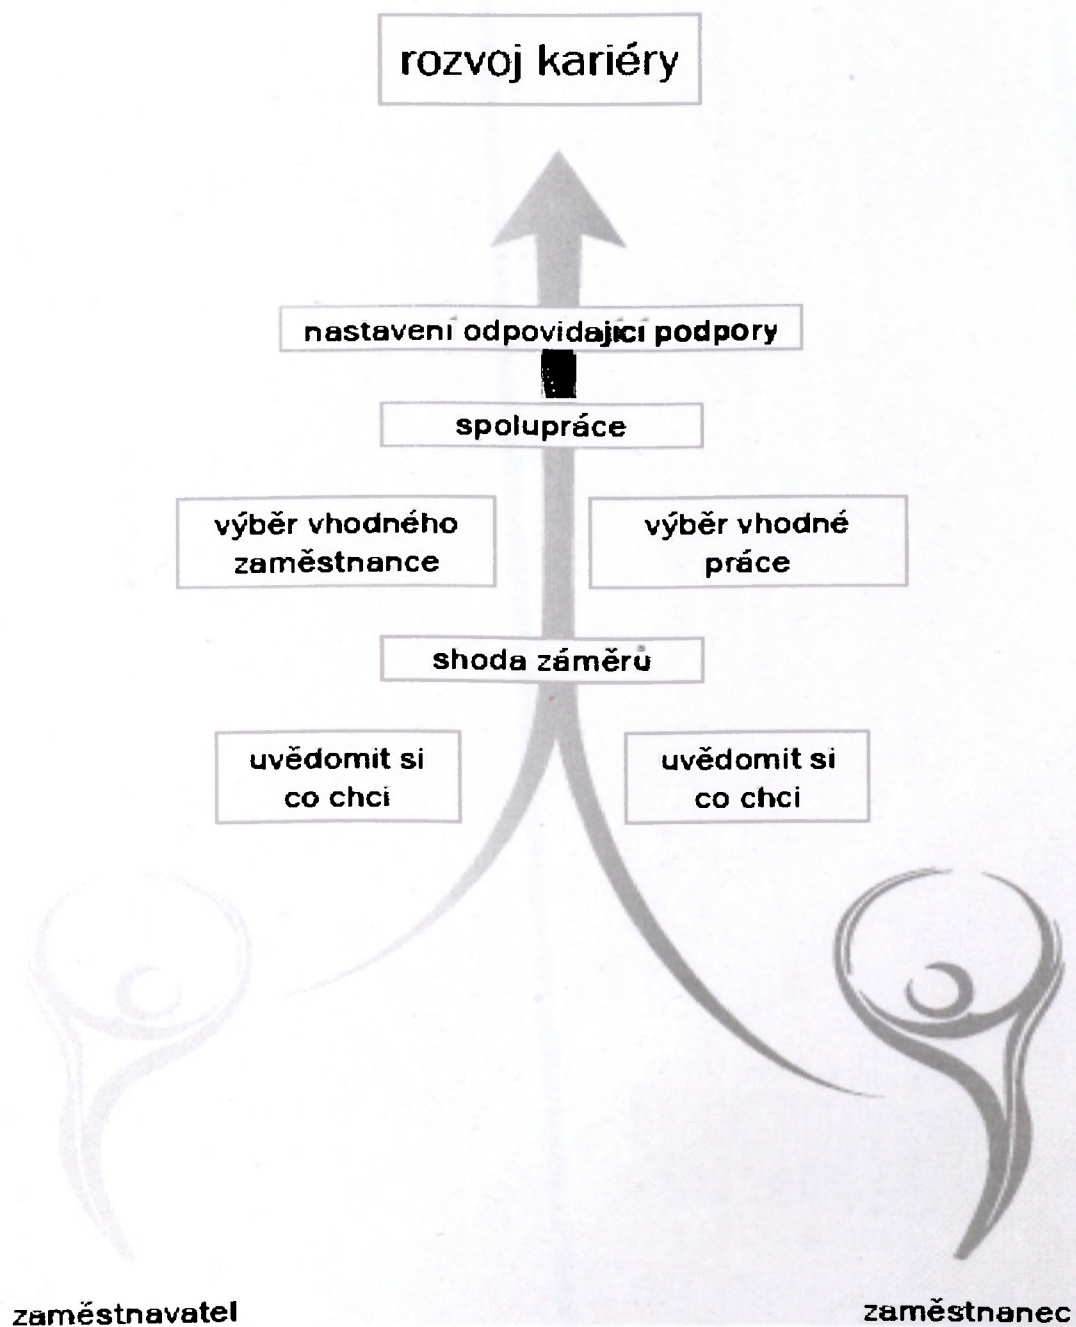 rozvoj kariéry
nastavení odpovídající podpory
spolupráce
výběr vhodného
zaměstnance
výběr vhodné
práce
shoda záměrů
uvědomit si
co chci
uvědomit si
co chci
zaměstnavatel
zaměstnanec